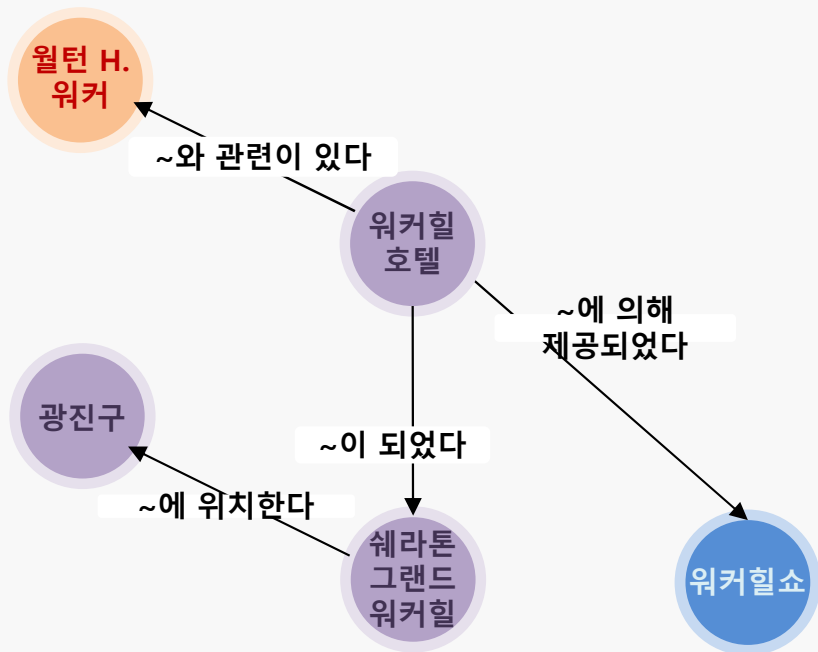 월턴 H.
워커
~와 관련이 있다
워커힐
호텔
~에 의해
제공되었다
광진구
~이 되었다
~에 위치한다
쉐라톤
그랜드
워커힐
워커힐쇼